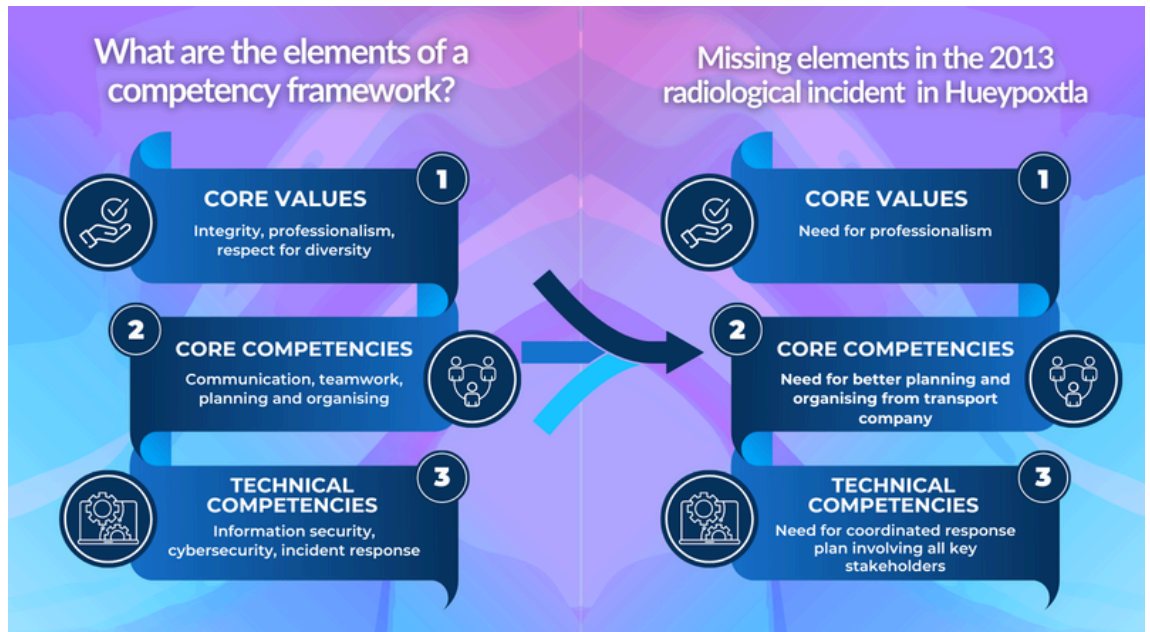 What are the elements of a
competency framework?
1
CORE VALUES
Integrity, professionalism,
respect for diversity
2
CORE COMPETENCIES
Communication, teamwork,
planning and organising
3
TECHNICAL
COMPETENCIES
Information security,
cybersecurity, incident response
Missing elements in the 2013
radiological incident in Hueypoxtla
1
CORE VALUES
Need for professionalism
2
CORE COMPETENCIES
Need for better planning and
organising from transport
company
3
TECHNICAL
COMPETENCIES
Need for coordinated response
plan involving all key
stakeholders